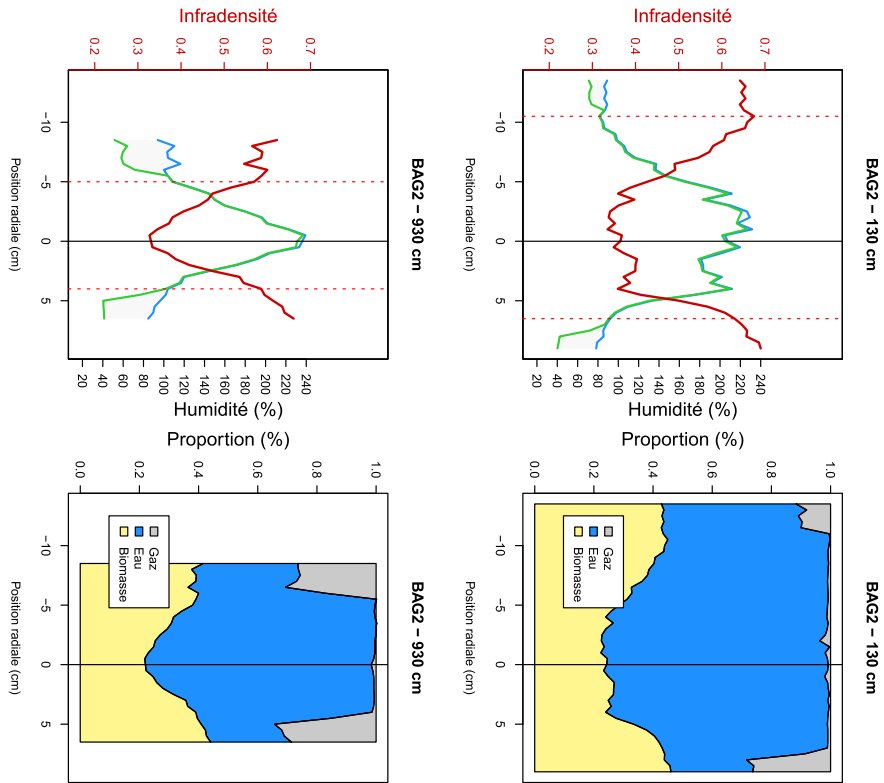 Infradensité
0.2 0.3 0.4 0.5 0.6 0.7
−10 −5 0 5
Position radiale (cm)
BAG2 − 930 cm
20 40 60 80 100 120 140 160 180 200 220 240
Humidité (%)
Infradensité
0.2 0.3 0.4 0.5 0.6 0.7
−10 −5 0 5
Position radiale (cm)
BAG2 − 130 cm
20 40 60 80 100 120 140 160 180 200 220 240
Humidité (%)
Proportion (%)
0.0 0.2 0.4 0.6 0.8 1.0
−10 −5 0 5
Position radiale (cm)
BAG2 − 930 cm
Gaz
Eau
Biomasse
Proportion (%)
0.0 0.2 0.4 0.6 0.8 1.0
−10 −5 0 5
Position radiale (cm)
BAG2 − 130 cm
Gaz
Eau
Biomasse